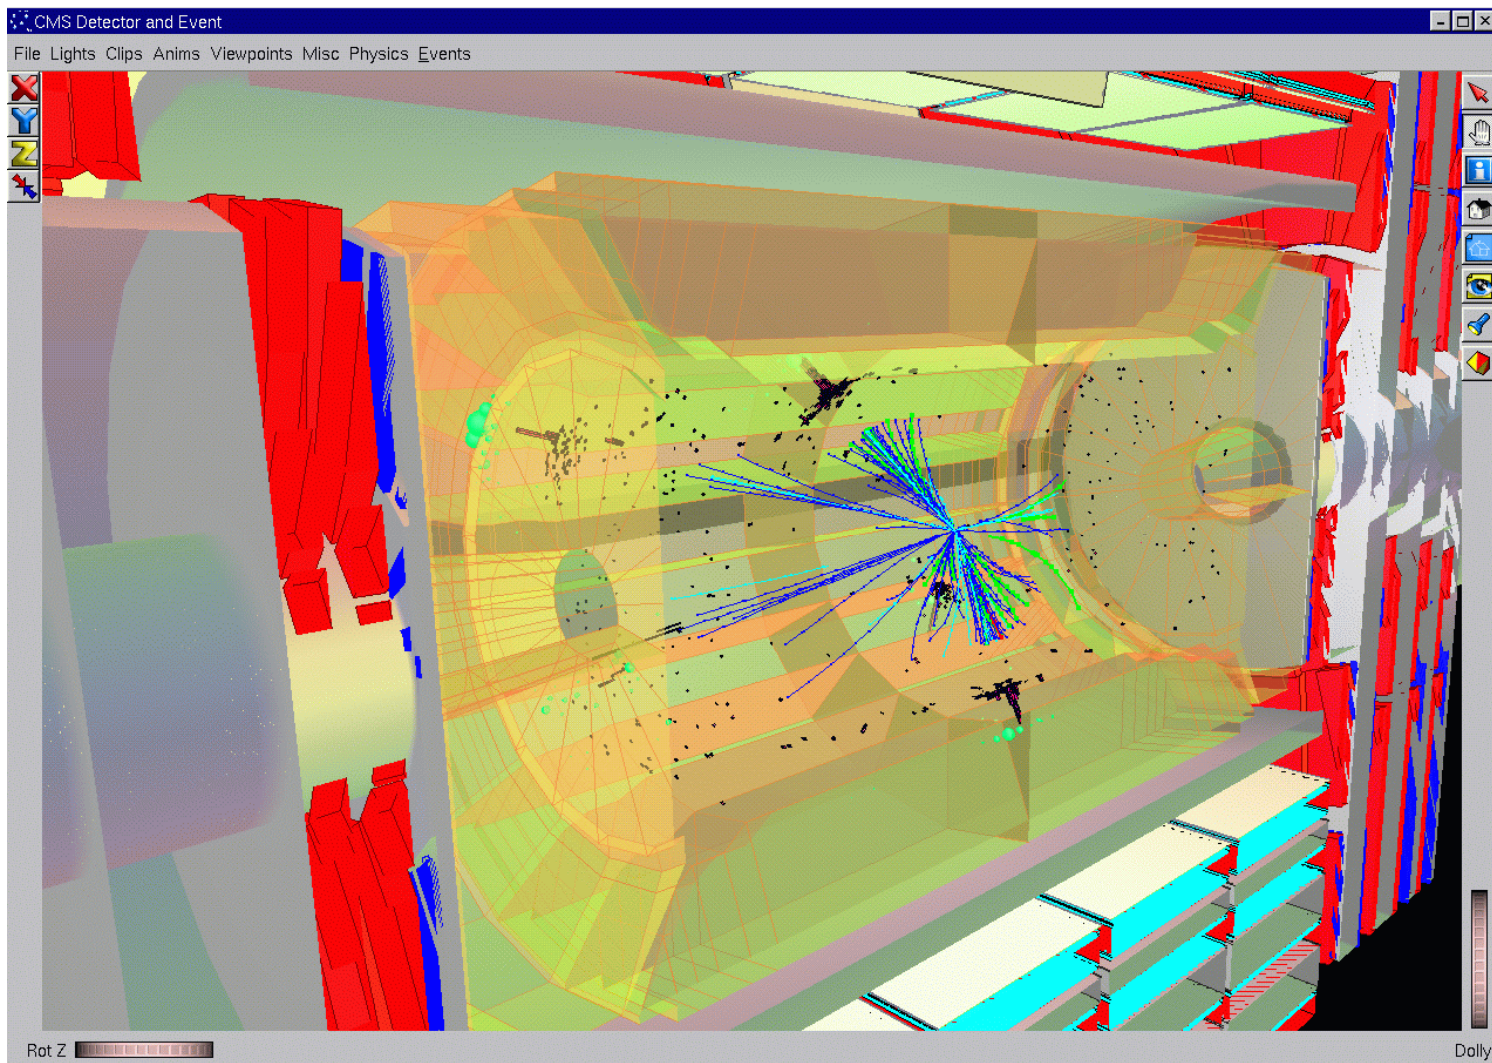 CMS Detector and Event
File Lights Clips Anims Viewpoints Misc Physics Events
X
Y
Z
Rot Z
Dolly